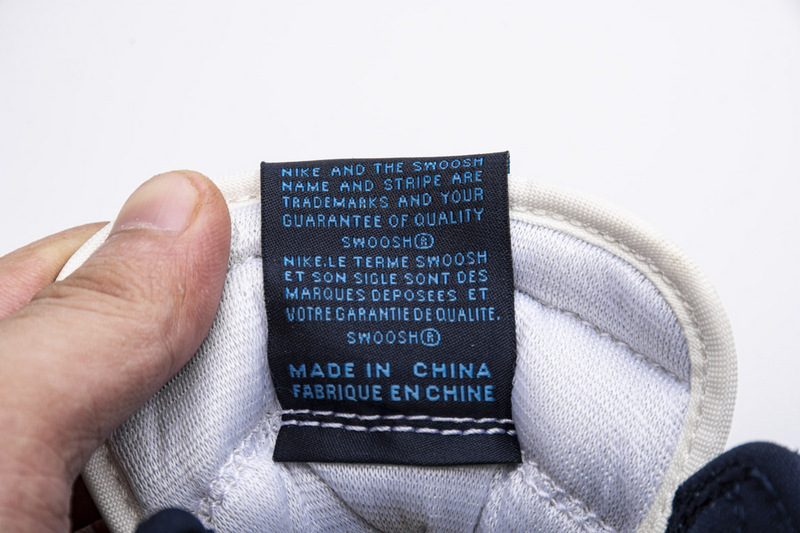 NIKE AND THE SWOOSH
NAME AND STRIPE ARE
TRADEMARKS AND YOUR
GUARANTEE OF QUALITY
SWOOSH®
NIKE.LE TERME SWOOSH
ET SON SIGLE SONT DES
MARQUES DEPOSEES ET
VOTRE GARANTIE DE QUALITE.
SWOOSH®
MADE IN CHINA
FABRIQUE EN CHINE